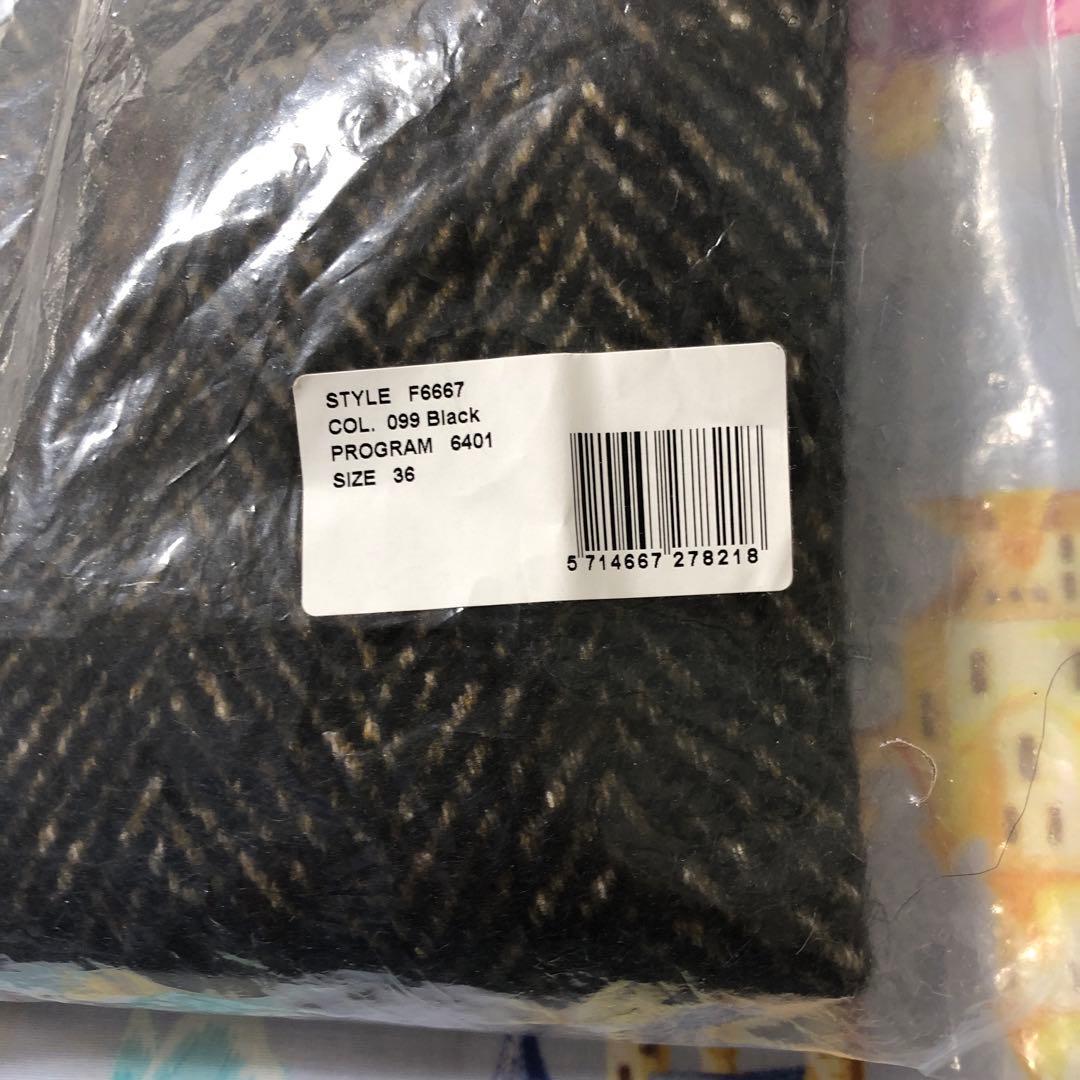 STYLE F6667
COL. 099 Black
PROGRAM 6401
SIZE 36
5 714667 278218